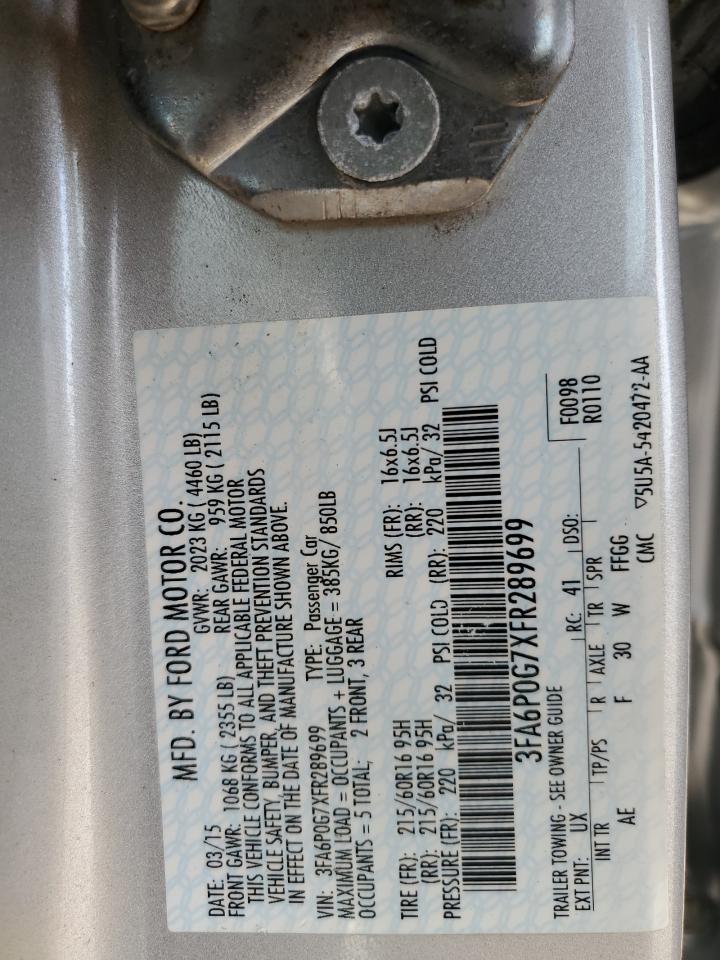 MFD. BY FORD MOTOR CO.
DATE: 03/15 GVWR: 2023 KG ( 4460 LB)
FRONT GAWR: 1068 KG ( 2355 LB) REAR GAWR: 959 KG ( 2115 LB)
THIS VEHICLE CONFORMS TO ALL APPLICABLE FEDERAL MOTOR
VEHICLE SAFETY, BUMPER, AND THEFT PREVENTION STANDARDS
IN EFFECT ON THE DATE OF MANUFACTURE SHOWN ABOVE.
VIN: 3FA6P0G7XFR289699 TYPE: Passenger Car
MAXIMUM LOAD = OCCUPANTS + LUGGAGE = 385KG/ 850LB
OCCUPANTS = 5 TOTAL; 2 FRONT, 3 REAR
TIRE (FR): 215/60R16 95H RIMS (FR): 16x6.5J
(RR): 215/60R16 95H (RR): 16x6.5J
PRESSURE (FR): 220 kPa/ 32 PSI COLD (RR): 220 kPa/ 32 PSI COLD
3FA6P0G7XFR289699
TRAILER TOWING - SEE OWNER GUIDE F0098
EXT PNT: UX RC: 41 DSO: R0110
INT TR TP/PS R AXLE TR SPR
AE F 30 W FFGG
CMC ▽5U5A-5420472-AA